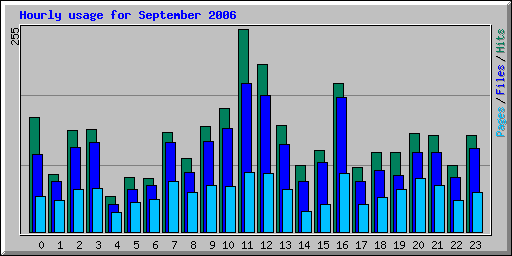 Hourly usage for September 2006
255
Pages / Files / Hits
0 1 2 3 4 5 6 7 8 9 10 11 12 13 14 15 16 17 18 19 20 21 22 23